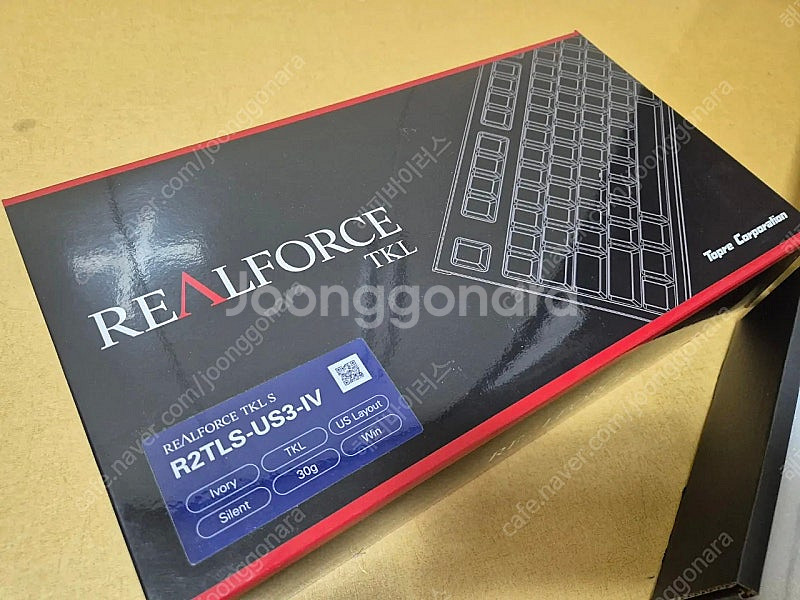 REALFORCE
TKL
Topre Corporation
REALFORCE TKL S
R2TLS-US3-IV
Ivory
TKL
US Layout
Silent
30g
Win
Joonggonara
cafe.naver.com/joonggonara